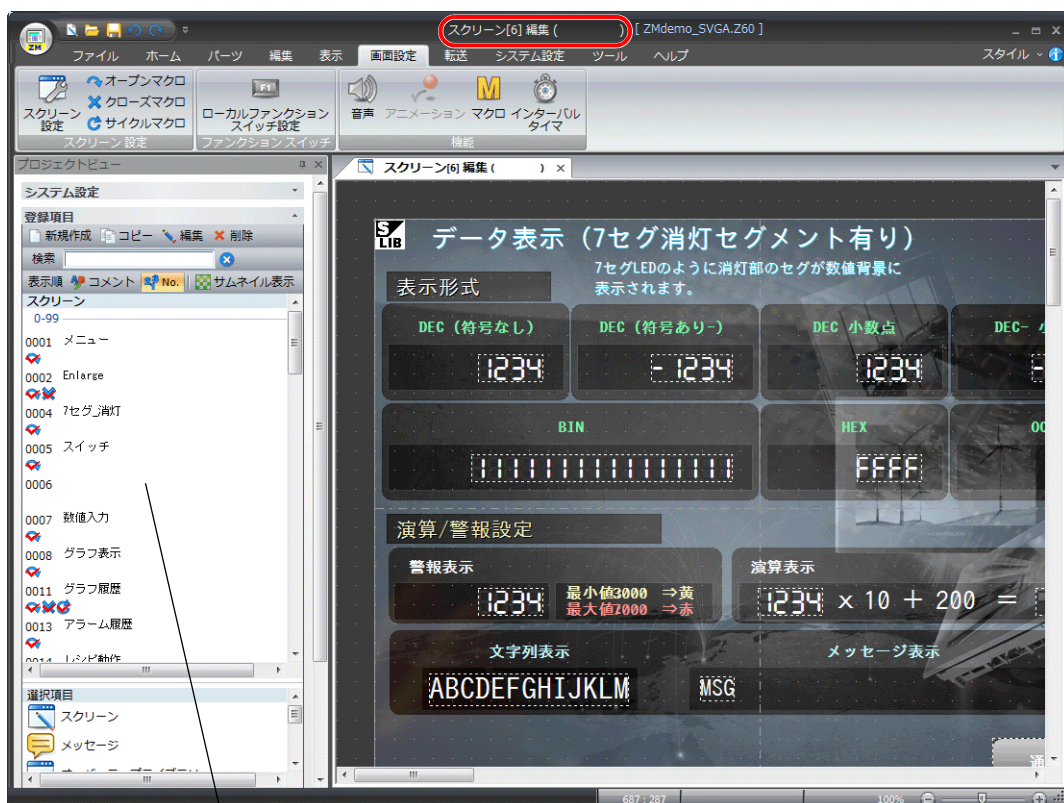 スクリーン[6] 編集 ( ) [ ZMdemo_SVGA.Z60 ]
ZM
ファイル ホーム パーツ 編集 表示 画面設定 転送 システム設定 ツール ヘルプ スタイル
オープンマクロ
クローズマクロ
サイクルマクロ
スクリーン
設定
スクリーン設定
F1
ローカルファンクション
スイッチ設定
ファンクションスイッチ
音声 アニメーション マクロ インターバル
タイマ
機能
プロジェクトビュー
システム設定
登録項目
新規作成 コピー 編集 削除
検索
表示順 コメント No. サムネイル表示
スクリーン
0-99
0001 メニュー
0002 Enlarge
0004 7セグ_消灯
0005 スイッチ
0006
0007 数値入力
0008 グラフ表示
0011 グラフ履歴
0013 アラーム履歴
0014 レシピ動作
選択項目
スクリーン
メッセージ
スクリーン[6] 編集 ( ) ×
S LIB
データ表示 (7セグ消灯セグメント有り)
7セグLEDのように消灯部のセグが数値背景に
表示されます。
表示形式
DEC (符号なし) DEC (符号あり-) DEC 小数点 DEC-
1234 - 1234 123.4 -
BIN HEX
1111111111111111 FFFF
演算/警報設定
警報表示 演算表示
1234 最小値3000 ⇒黄
最大値7000 ⇒赤
1234 x 10 + 200 =
文字列表示 メッセージ表示
ABCDEFGHIJKLM MSG
通
687 : 287 100%